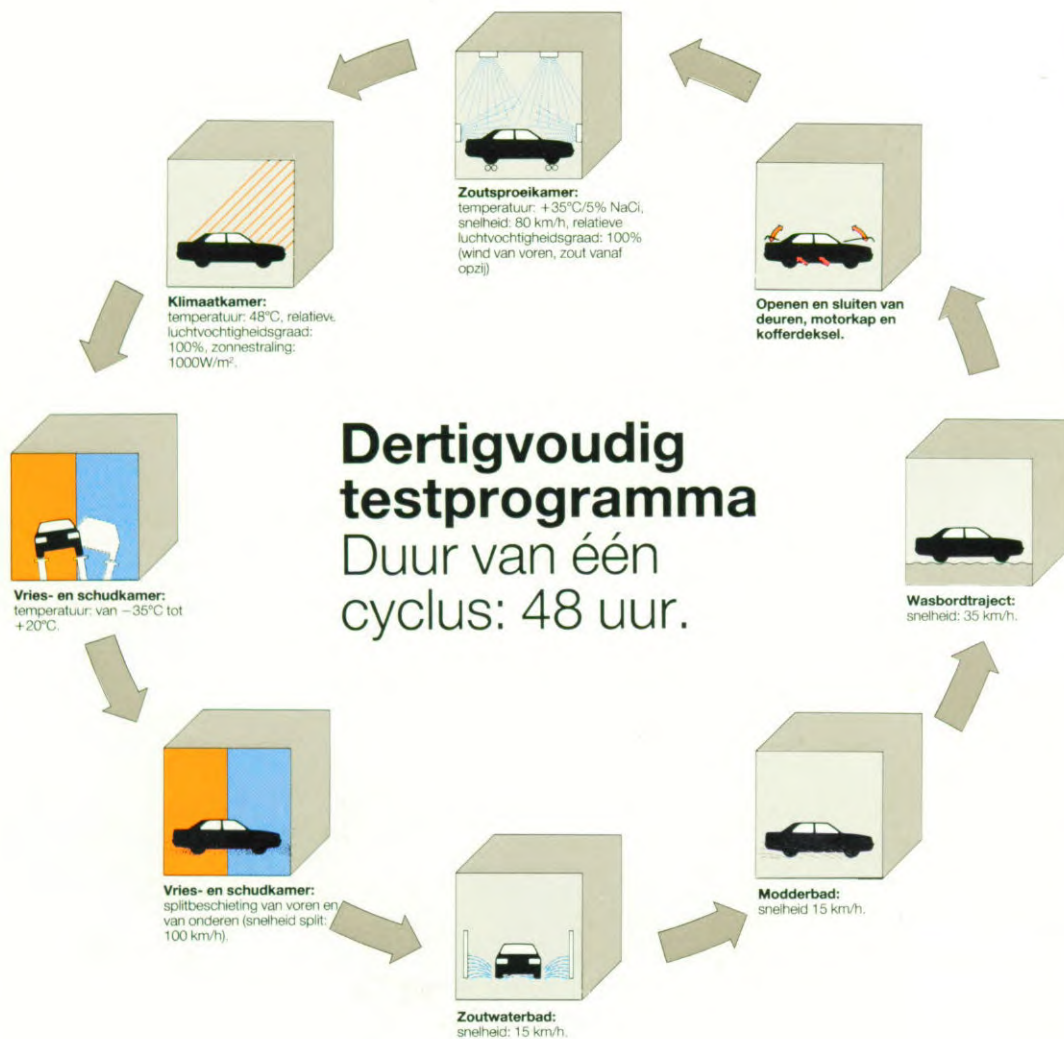 Zoutsproeikamer:
temperatuur: +35°C/5% NaCi,
snelheid: 80 km/h, relatieve
luchtvochtigheidsgraad: 100%
(wind van voren, zout vanaf
opzij)
Klimaatkamer:
temperatuur: 48°C, relatieve
luchtvochtigheidsgraad:
100%, zonnestraling:
1000W/m².
Openen en sluiten van
deuren, motorkap en
kofferdeksel.
Dertigvoudig
testprogramma
Duur van één
cyclus: 48 uur.
Vries- en schudkamer:
temperatuur: van −35°C tot
+20°C.
Wasbordtraject:
snelheid: 35 km/h.
Vries- en schudkamer:
splitbeschieting van voren en
van onderen (snelheid split:
100 km/h).
Modderbad:
snelheid 15 km/h.
Zoutwaterbad:
snelheid: 15 km/h.